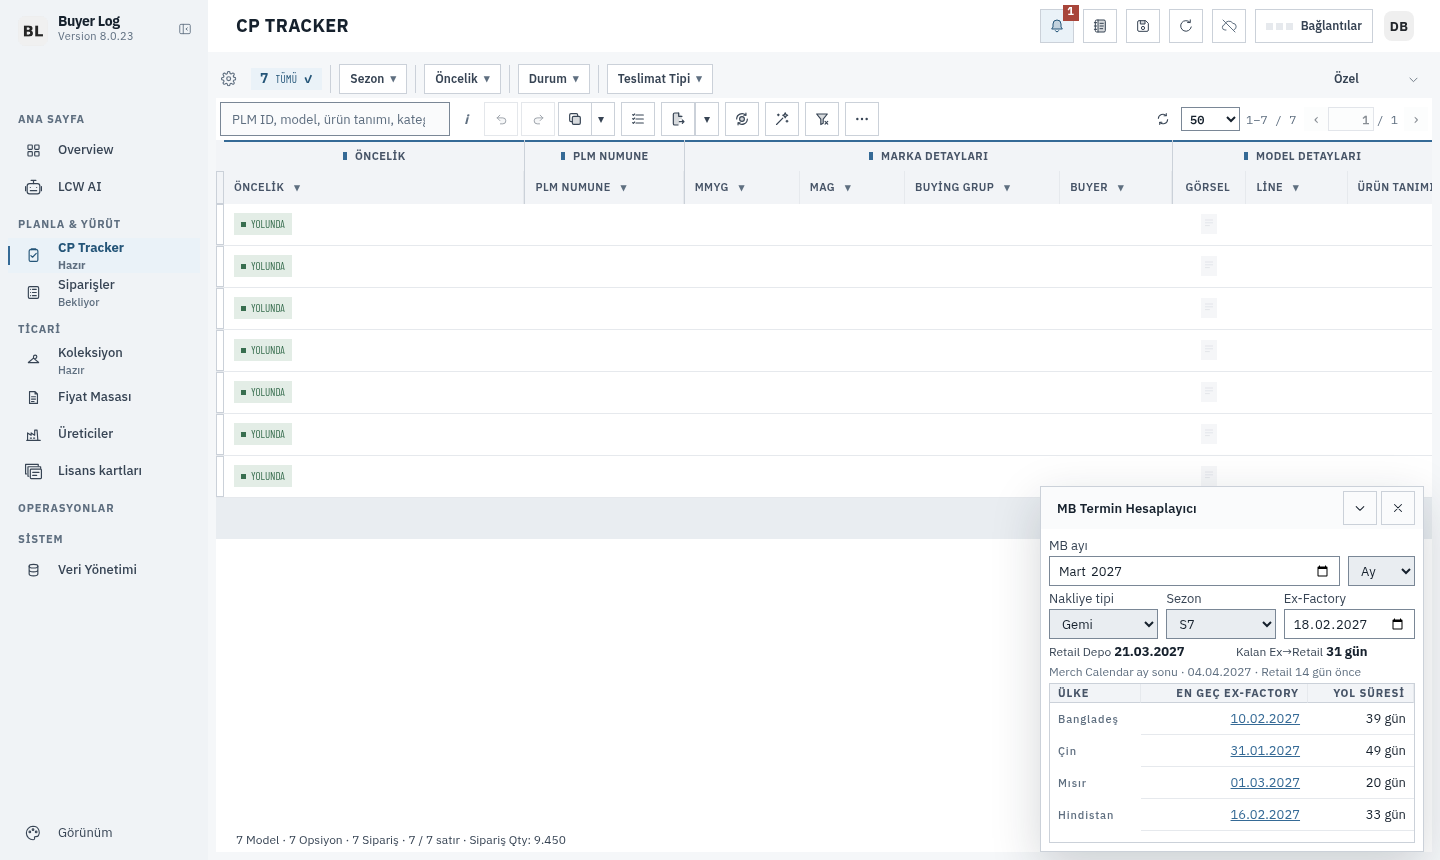 BL
Buyer Log
Version 8.0.23
ANA SAYFA
Overview
LCW AI
PLANLA & YÜRÜT
CP Tracker
Hazır
Siparişler
Bekliyor
TİCARİ
Koleksiyon
Hazır
Fiyat Masası
Üreticiler
Lisans kartları
OPERASYONLAR
SİSTEM
Veri Yönetimi
Görünüm
CP TRACKER
1
Bağlantılar
DB
7 TÜMÜ
Sezon
Öncelik
Durum
Teslimat Tipi
Özel
PLM ID, model, ürün tanımı, kateg
i
50
1–7 / 7
1 / 1
ÖNCELİK
PLM NUMUNE
MARKA DETAYLARI
MODEL DETAYLARI
ÖNCELİK
PLM NUMUNE
MMYG
MAG
BUYİNG GRUP
BUYER
GÖRSEL
LİNE
ÜRÜN TANIMI
YOLUNDA
YOLUNDA
YOLUNDA
YOLUNDA
YOLUNDA
YOLUNDA
YOLUNDA
MB Termin Hesaplayıcı
MB ayı
Mart 2027
Ay
Nakliye tipi
Sezon
Ex-Factory
Gemi
S7
18.02.2027
Retail Depo 21.03.2027
Kalan Ex→Retail 31 gün
Merch Calendar ay sonu · 04.04.2027 · Retail 14 gün önce
ÜLKE EN GEÇ EX-FACTORY YOL SÜRESİ
Bangladeş 10.02.2027 39 gün
Çin 31.01.2027 49 gün
Mısır 01.03.2027 20 gün
Hindistan 16.02.2027 33 gün
7 Model · 7 Opsiyon · 7 Sipariş · 7 / 7 satır · Sipariş Qty: 9.450